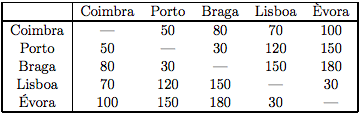 Coimbra Porto Braga Lisboa Èvora
Coimbra — 50 80 70 100
Porto 50 — 30 120 150
Braga 80 30 — 150 180
Lisboa 70 120 150 — 30
Évora 100 150 180 30 —